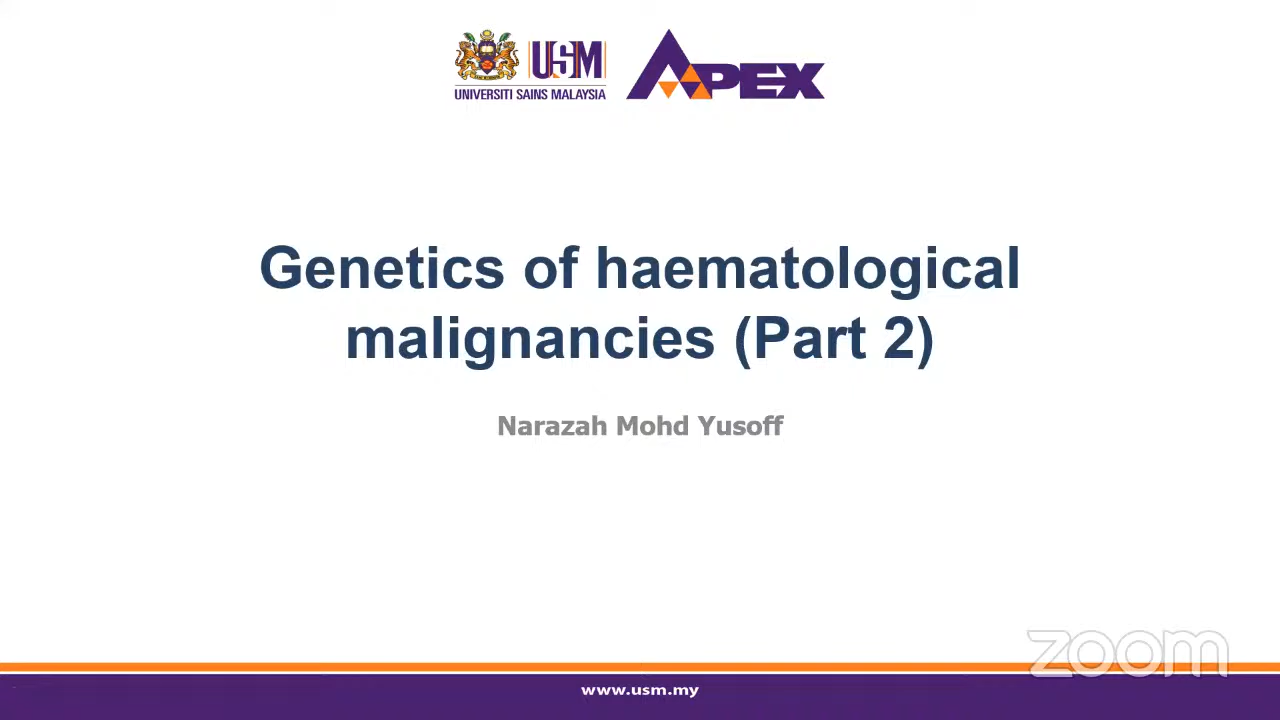 USM
UNIVERSITI SAINS MALAYSIA
APEX
Genetics of haematological
malignancies (Part 2)
Narazah Mohd Yusoff
zoom
www.usm.my